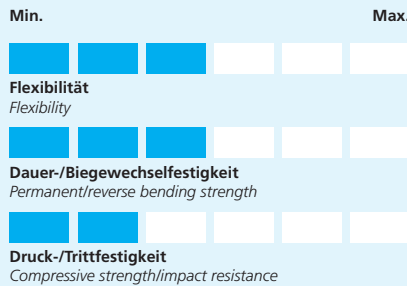 Min. Max.
Flexibilität
Flexibility
Dauer-/Biegewechselfestigkeit
Permanent/reverse bending strength
Druck-/Trittfestigkeit
Compressive strength/impact resistance